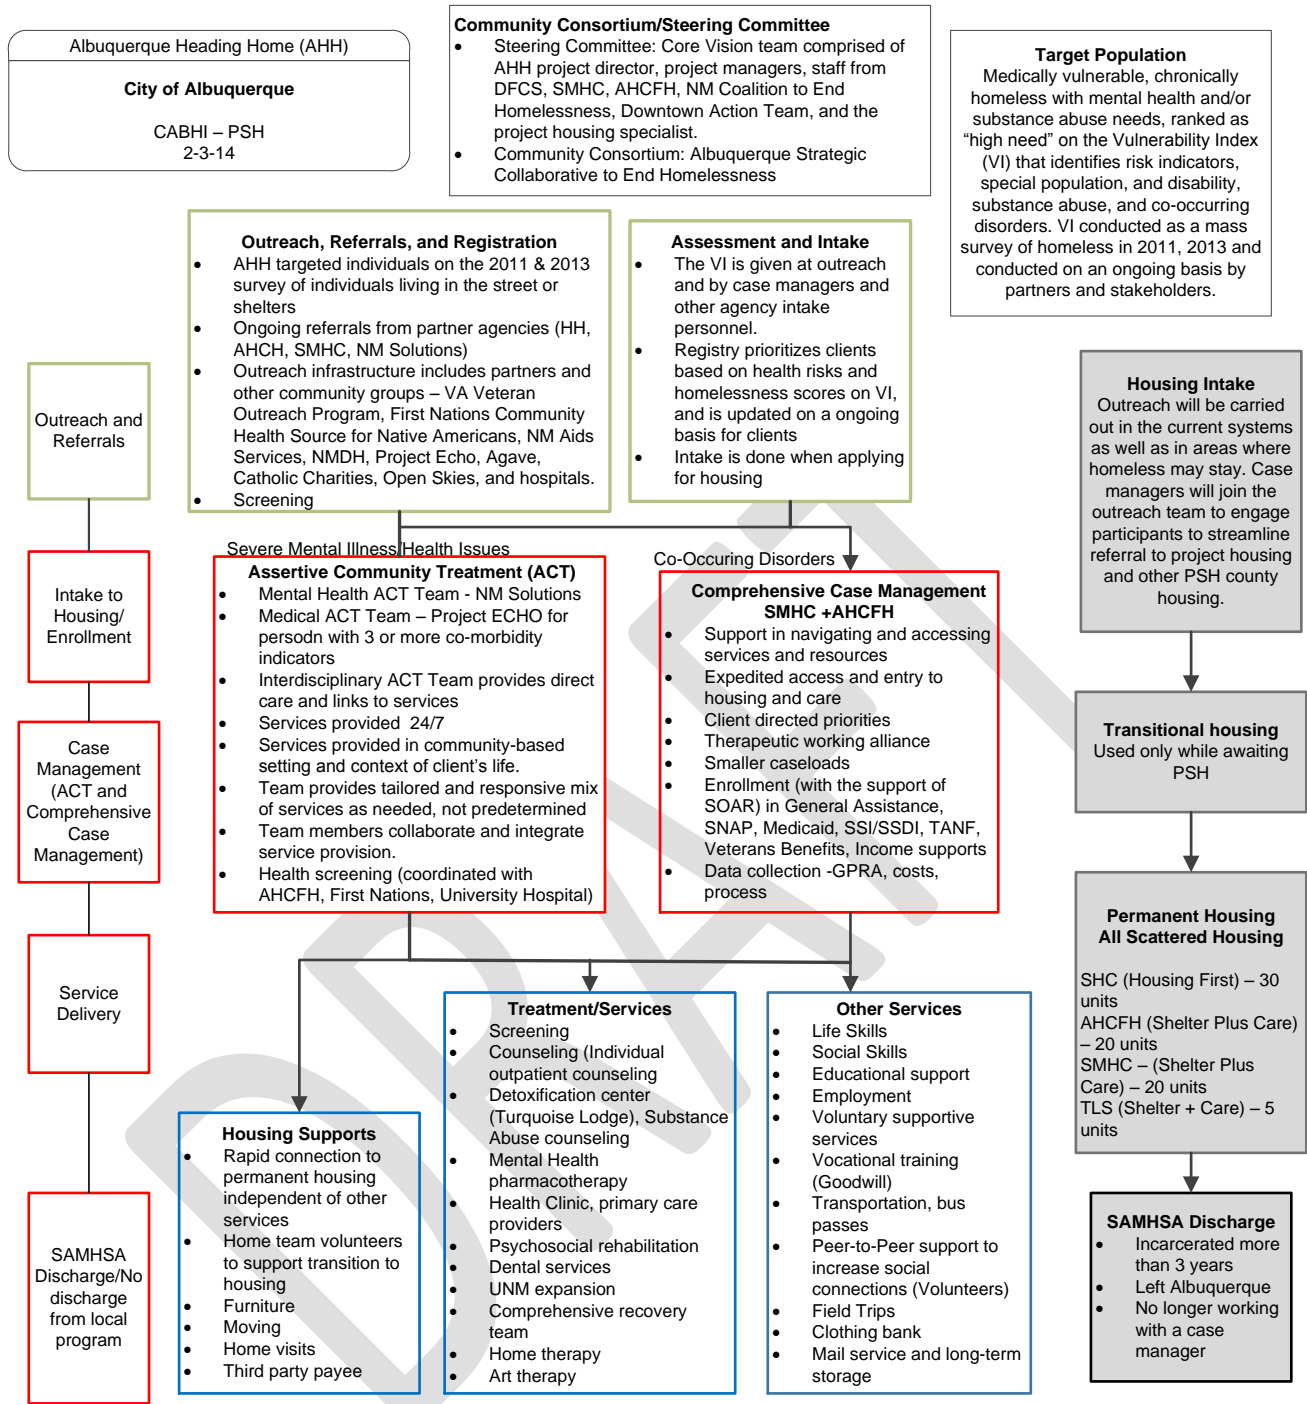 Albuquerque Heading Home (AHH)
City of Albuquerque
CABHI – PSH
2-3-14
Community Consortium/Steering Committee
• Steering Committee: Core Vision team comprised of
AHH project director, project managers, staff from
DFCS, SMHC, AHCFH, NM Coalition to End
Homelessness, Downtown Action Team, and the
project housing specialist.
• Community Consortium: Albuquerque Strategic
Collaborative to End Homelessness
Target Population
Medically vulnerable, chronically
homeless with mental health and/or
substance abuse needs, ranked as
“high need” on the Vulnerability Index
(VI) that identifies risk indicators,
special population, and disability,
substance abuse, and co-occurring
disorders. VI conducted as a mass
survey of homeless in 2011, 2013 and
conducted on an ongoing basis by
partners and stakeholders.
Outreach, Referrals, and Registration
• AHH targeted individuals on the 2011 & 2013
survey of individuals living in the street or
shelters
• Ongoing referrals from partner agencies (HH,
AHCH, SMHC, NM Solutions)
• Outreach infrastructure includes partners and
other community groups – VA Veteran
Outreach Program, First Nations Community
Health Source for Native Americans, NM Aids
Services, NMDH, Project Echo, Agave,
Catholic Charities, Open Skies, and hospitals.
• Screening
Assessment and Intake
• The VI is given at outreach
and by case managers and
other agency intake
personnel.
• Registry prioritizes clients
based on health risks and
homelessness scores on VI,
and is updated on a ongoing
basis for clients
• Intake is done when applying
for housing
Outreach and
Referrals
Intake to
Housing/
Enrollment
Case
Management
(ACT and
Comprehensive
Case
Management)
Service
Delivery
SAMHSA
Discharge/No
discharge
from local
program
Severe Mental Illness/Health Issues
Assertive Community Treatment (ACT)
• Mental Health ACT Team - NM Solutions
• Medical ACT Team – Project ECHO for
persodn with 3 or more co-morbidity
indicators
• Interdisciplinary ACT Team provides direct
care and links to services
• Services provided 24/7
• Services provided in community-based
setting and context of client’s life.
• Team provides tailored and responsive mix
of services as needed, not predetermined
• Team members collaborate and integrate
service provision.
• Health screening (coordinated with
AHCFH, First Nations, University Hospital)
Co-Occuring Disorders
Comprehensive Case Management
SMHC +AHCFH
• Support in navigating and accessing
services and resources
• Expedited access and entry to
housing and care
• Client directed priorities
• Therapeutic working alliance
• Smaller caseloads
• Enrollment (with the support of
SOAR) in General Assistance,
SNAP, Medicaid, SSI/SSDI, TANF,
Veterans Benefits, Income supports
• Data collection -GPRA, costs,
process
Housing Intake
Outreach will be carried
out in the current systems
as well as in areas where
homeless may stay. Case
managers will join the
outreach team to engage
participants to streamline
referral to project housing
and other PSH county
housing.
Transitional housing
Used only while awaiting
PSH
Permanent Housing
All Scattered Housing
SHC (Housing First) – 30
units
AHCFH (Shelter Plus Care)
– 20 units
SMHC – (Shelter Plus
Care) – 20 units
TLS (Shelter + Care) – 5
units
SAMHSA Discharge
• Incarcerated more
than 3 years
• Left Albuquerque
• No longer working
with a case
manager
Housing Supports
• Rapid connection to
permanent housing
independent of other
services
• Home team volunteers
to support transition to
housing
• Furniture
• Moving
• Home visits
• Third party payee
Treatment/Services
• Screening
• Counseling (Individual
outpatient counseling
• Detoxification center
(Turquoise Lodge), Substance
Abuse counseling
• Mental Health
pharmacotherapy
• Health Clinic, primary care
providers
• Psychosocial rehabilitation
• Dental services
• UNM expansion
• Comprehensive recovery
team
• Home therapy
• Art therapy
Other Services
• Life Skills
• Social Skills
• Educational support
• Employment
• Voluntary supportive
services
• Vocational training
(Goodwill)
• Transportation, bus
passes
• Peer-to-Peer support to
increase social
connections (Volunteers)
• Field Trips
• Clothing bank
• Mail service and long-term
storage
DRAFT